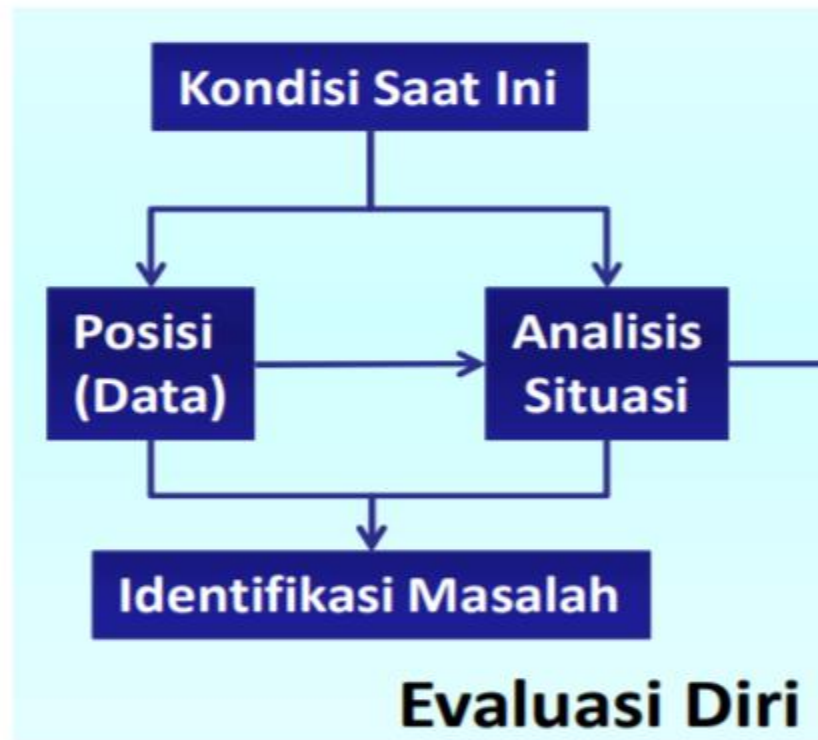 Kondisi Saat Ini
Posisi
(Data)
Analisis
Situasi
Identifikasi Masalah
Evaluasi Diri